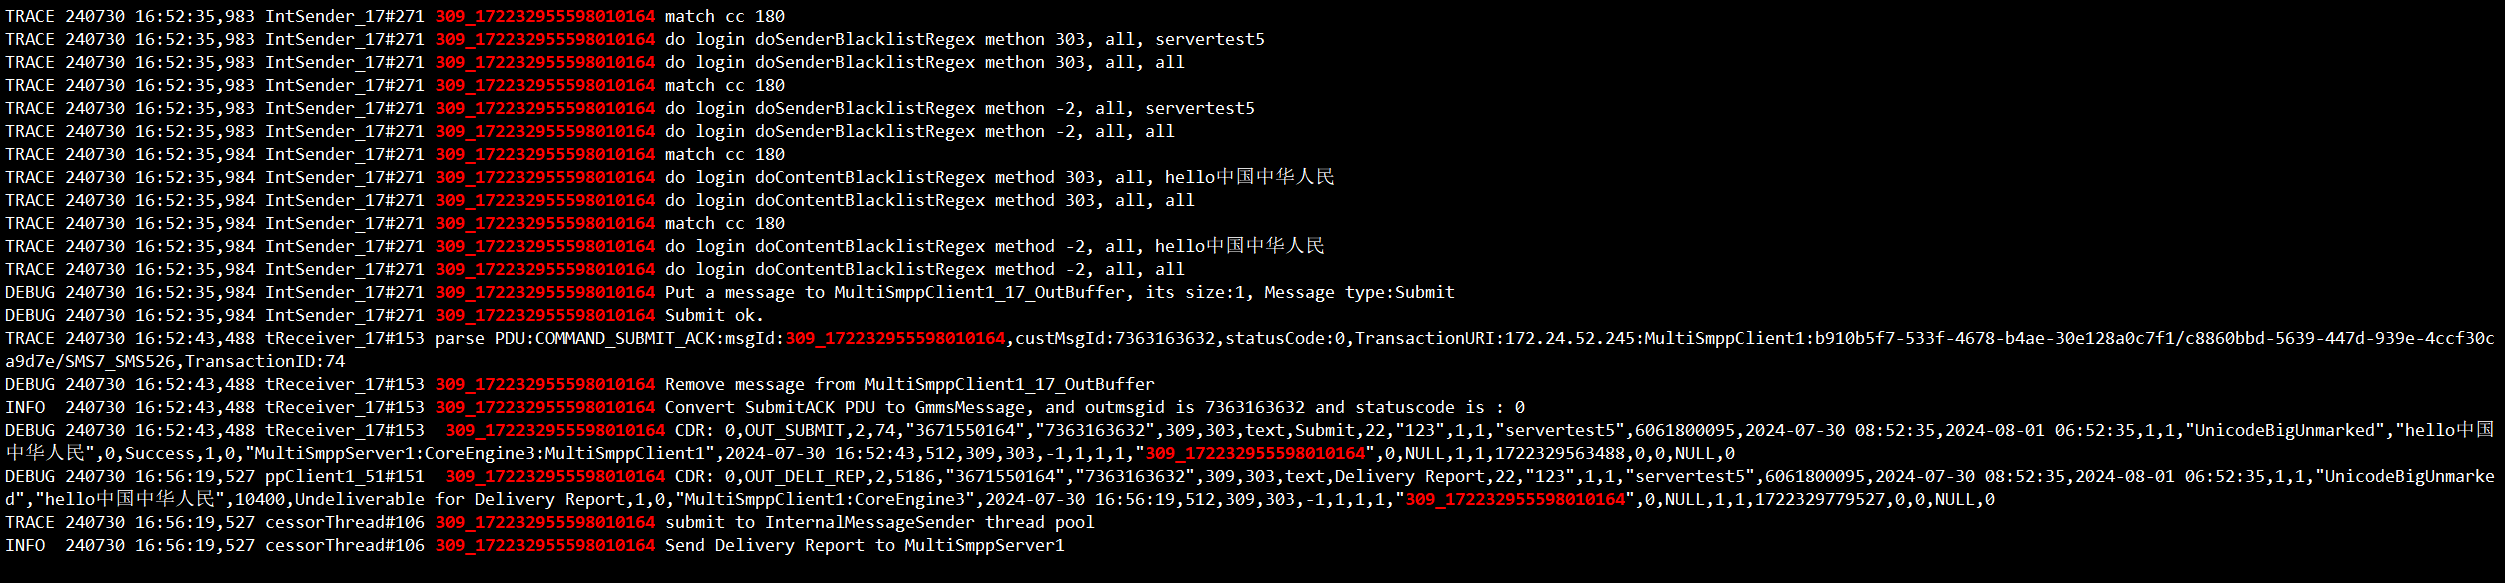 TRACE 240730 16:52:35,983 IntSender_17#271 309_172232955598010164 match cc 180
TRACE 240730 16:52:35,983 IntSender_17#271 309_172232955598010164 do login doSenderBlacklistRegex methon 303, all, servertest5
TRACE 240730 16:52:35,983 IntSender_17#271 309_172232955598010164 do login doSenderBlacklistRegex methon 303, all, all
TRACE 240730 16:52:35,983 IntSender_17#271 309_172232955598010164 match cc 180
TRACE 240730 16:52:35,983 IntSender_17#271 309_172232955598010164 do login doSenderBlacklistRegex methon -2, all, servertest5
TRACE 240730 16:52:35,983 IntSender_17#271 309_172232955598010164 do login doSenderBlacklistRegex methon -2, all, all
TRACE 240730 16:52:35,984 IntSender_17#271 309_172232955598010164 match cc 180
TRACE 240730 16:52:35,984 IntSender_17#271 309_172232955598010164 do login doContentBlacklistRegex method 303, all, hello中国中华人民
TRACE 240730 16:52:35,984 IntSender_17#271 309_172232955598010164 do login doContentBlacklistRegex method 303, all, all
TRACE 240730 16:52:35,984 IntSender_17#271 309_172232955598010164 match cc 180
TRACE 240730 16:52:35,984 IntSender_17#271 309_172232955598010164 do login doContentBlacklistRegex method -2, all, hello中国中华人民
TRACE 240730 16:52:35,984 IntSender_17#271 309_172232955598010164 do login doContentBlacklistRegex method -2, all, all
DEBUG 240730 16:52:35,984 IntSender_17#271 309_172232955598010164 Put a message to MultiSmppClient1_17_OutBuffer, its size:1, Message type:Submit
DEBUG 240730 16:52:35,984 IntSender_17#271 309_172232955598010164 Submit ok.
TRACE 240730 16:52:43,488 tReceiver_17#153 parse PDU:COMMAND_SUBMIT_ACK:msgId:309_172232955598010164,custMsgId:7363163632,statusCode:0,TransactionURI:172.24.52.245:MultiSmppClient1:b910b5f7-533f-4678-b4ae-30e128a0c7f1/c8860bbd-5639-447d-939e-4ccf30c
a9d7e/SMS7_SMS526,TransactionID:74
DEBUG 240730 16:52:43,488 tReceiver_17#153 309_172232955598010164 Remove message from MultiSmppClient1_17_OutBuffer
INFO  240730 16:52:43,488 tReceiver_17#153 309_172232955598010164 Convert SubmitACK PDU to GmmsMessage, and outmsgid is 7363163632 and statuscode is : 0
DEBUG 240730 16:52:43,488 tReceiver_17#153  309_172232955598010164 CDR: 0,OUT_SUBMIT,2,74,"3671550164","7363163632",309,303,text,Submit,22,"123",1,1,"servertest5",6061800095,2024-07-30 08:52:35,2024-08-01 06:52:35,1,1,"UnicodeBigUnmarked","hello中国
中华人民",0,Success,1,0,"MultiSmppServer1:CoreEngine3:MultiSmppClient1",2024-07-30 16:52:43,512,309,303,-1,1,1,1,"309_172232955598010164",0,NULL,1,1,1722329563488,0,0,NULL,0
DEBUG 240730 16:56:19,527 ppClient1_51#151  309_172232955598010164 CDR: 0,OUT_DELI_REP,2,5186,"3671550164","7363163632",309,303,text,Delivery Report,22,"123",1,1,"servertest5",6061800095,2024-07-30 08:52:35,2024-08-01 06:52:35,1,1,"UnicodeBigUnmarke
d","hello中国中华人民",10400,Undeliverable for Delivery Report,1,0,"MultiSmppClient1:CoreEngine3",2024-07-30 16:56:19,512,309,303,-1,1,1,1,"309_172232955598010164",0,NULL,1,1,1722329779527,0,0,NULL,0
TRACE 240730 16:56:19,527 cessorThread#106 309_172232955598010164 submit to InternalMessageSender thread pool
INFO  240730 16:56:19,527 cessorThread#106 309_172232955598010164 Send Delivery Report to MultiSmppServer1